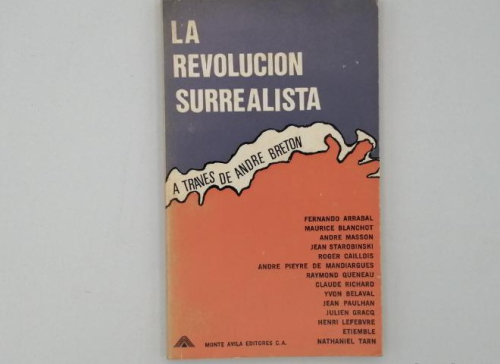 LA
REVOLUCION
SURREALISTA
A TRAVES DE ANDRE BRETON
FERNANDO ARRABAL
MAURICE BLANCHOT
ANDRE MASSON
JEAN STAROBINSKI
ROGER CAILLOIS
ANDRE PIEYRE DE MANDIARGUES
RAYMOND QUENEAU
CLAUDE RICHARD
YVON BELAVAL
JEAN PAULHAN
JULIEN GRACQ
HENRI LEFEBVRE
ETIEMBLE
NATHANIEL TARN
MONTE AVILA EDITORES C.A.